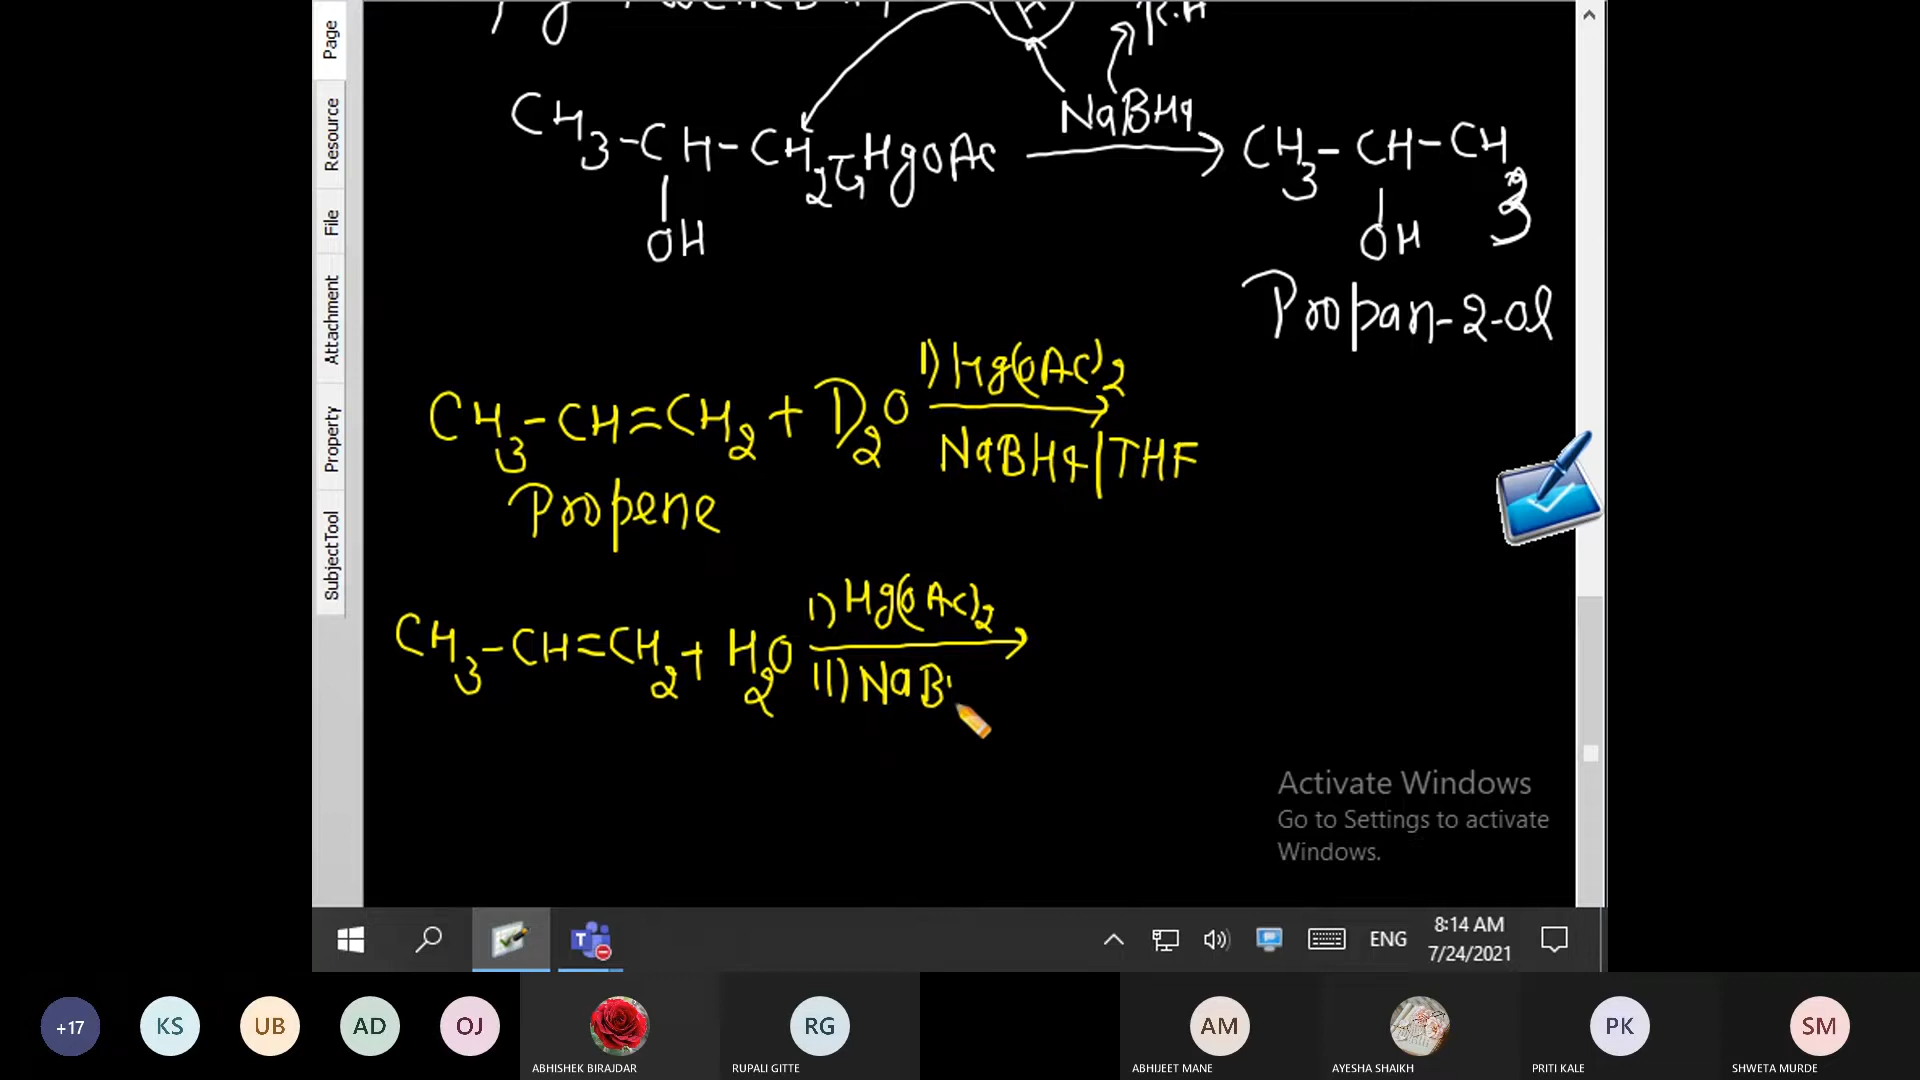 Page
Resource
File
Attachment
Property
SubjectTool
NaBH4
CH3-CH-CH2-HgOAc → CH3-CH-CH3
OH OH
Propan-2-ol
I) Hg(OAc)2
CH3-CH=CH2 + D2O →
NaBH4|THF
Propene
I) Hg(OAc)2
CH3-CH=CH2 + H2O →
II) NaB
Activate Windows
Go to Settings to activate
Windows.
ENG
8:14 AM
7/24/2021
+17
KS
UB
AD
OJ
RG
AM
PK
SM
ABHISHEK BIRAJDAR
RUPALI GITTE
ABHIJEET MANE
AYESHA SHAIKH
PRITI KALE
SHWETA MURDE